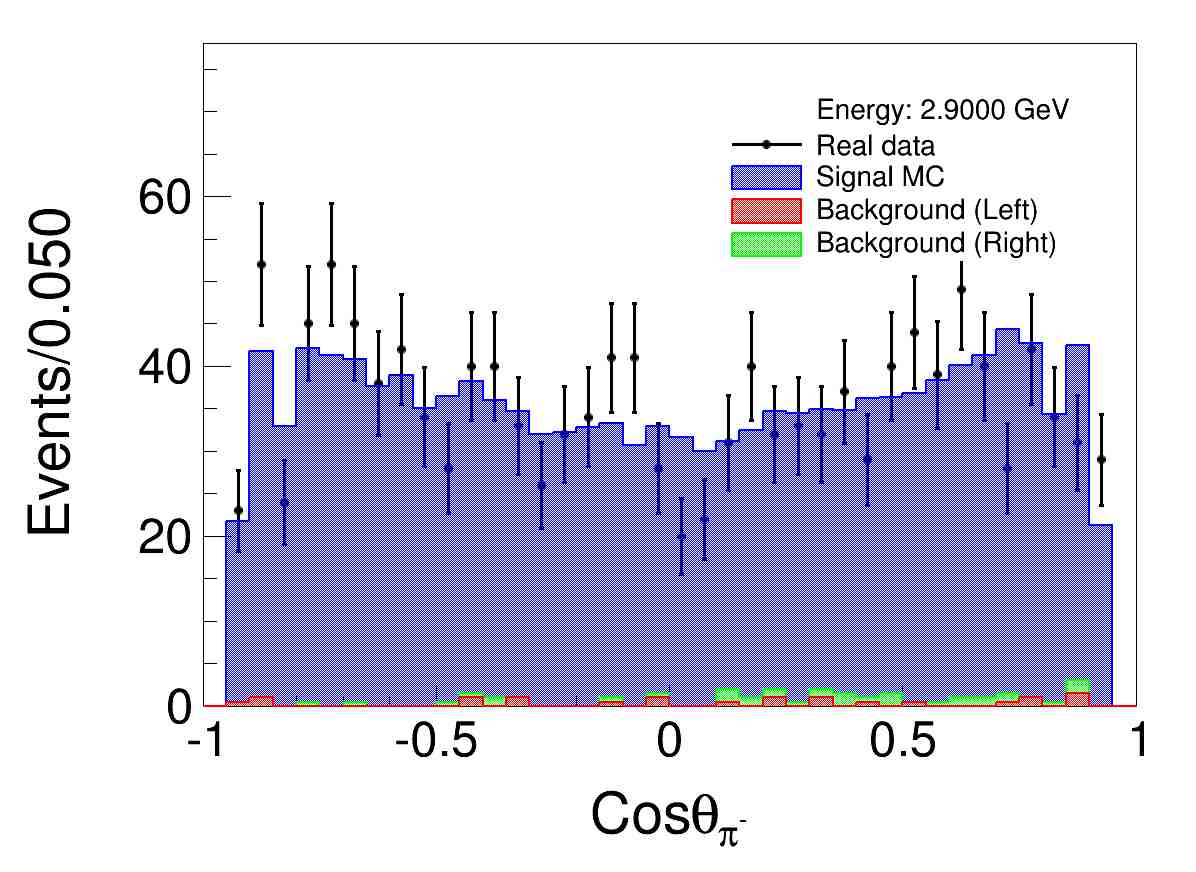 Energy: 2.9000 GeV
Real data
Signal MC
Background (Left)
Background (Right)
Events/0.050
60
40
20
0
-1 -0.5 0 0.5 1
Cosθπ-